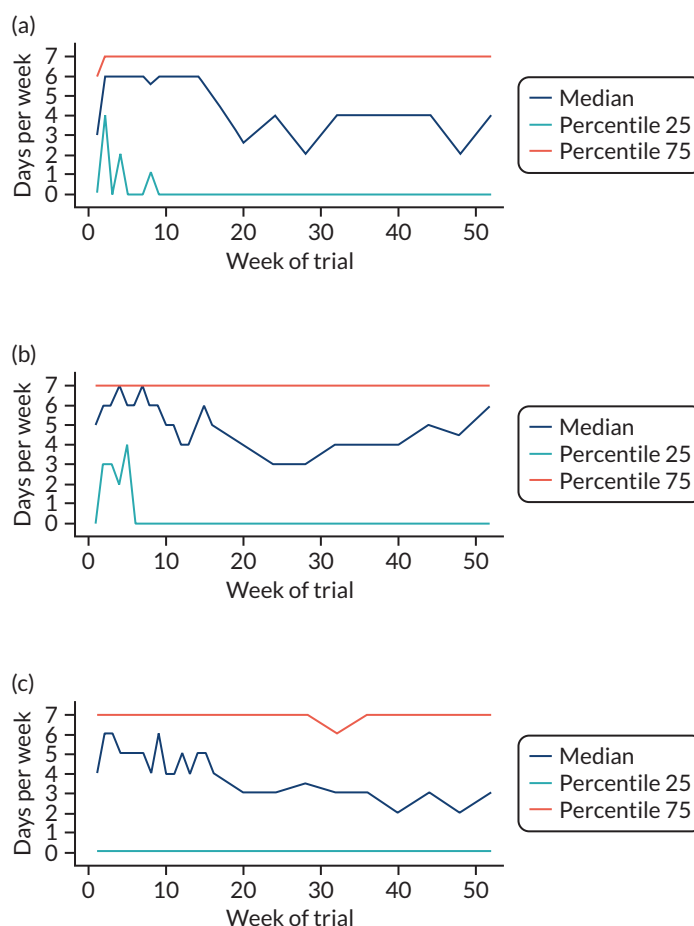 (a)
Days per week
7
6
5
4
3
2
1
0
0 10 20 30 40 50
Week of trial
Median
Percentile 25
Percentile 75
(b)
Days per week
7
6
5
4
3
2
1
0
0 10 20 30 40 50
Week of trial
Median
Percentile 25
Percentile 75
(c)
Days per week
7
6
5
4
3
2
1
0
0 10 20 30 40 50
Week of trial
Median
Percentile 25
Percentile 75